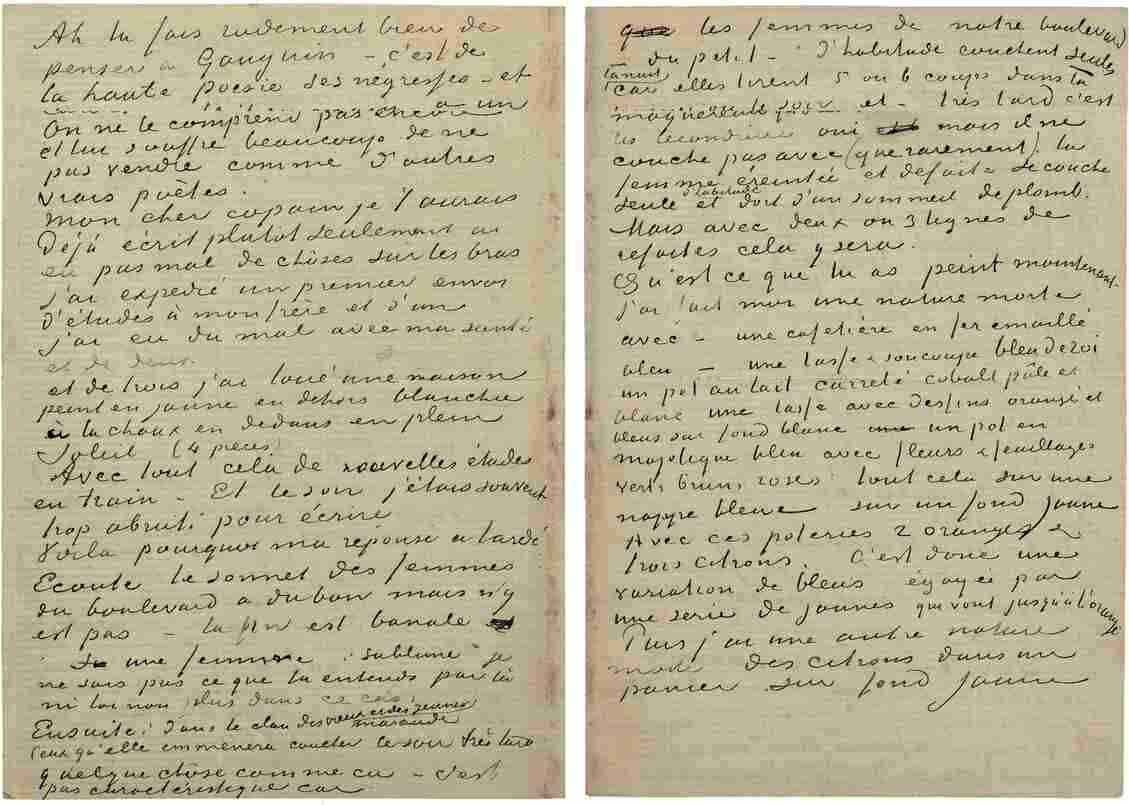 Ah tu fais rudement bien de
penser à Gauguin – c'est de
la haute poesie ses négresses – et
On ne le comprend pas encore
et lui souffre beaucoup de ne
pas vendre comme d'autres
vrais poètes.
Mon cher copain je t'aurais
Déjà écrit plutôt seulement ai
eu pas mal de choses sur les bras
j'ai expedié un premier envoi
D'études à mon frère et d'un
j'ai eu du mal avec ma santé
et de deux.
et de trois j'ai loué une maison
peint en jaune en dehors blanchie
à la chaux en dedans en plein
Soleil (4 pièces)
Avec tout cela de nouvelles études
en train – Et le soir j'étais souvent
trop abruti pour écrire
Voila pourquoi ma réponse a tardé
Ecoute le sonnet des femmes
du boulevard a du bon mais n'y
est pas – la fin est banale
une femme "sublime" je
ne sais pas ce que tu entends par là
ni toi non plus dans ce cas
Ensuite: Dans le clan des vieux et des jeunes
maraude
Ceux qu'elle emmenera coucher le soir très tard
quelque chose comme ca – c'est
pas caractéristique car
que les femmes de notre boulevard
du petit – D'habitude couchent seules
la nuit
car elles tirent 5 ou 6 coups dans la
et – très tard c'est
oui mais il ne
couche pas avec (que rarement). la
femme éreintée et defaite se couche
d'habitude
seule et dort d'un sommeil de plomb.
Mais avec deux ou 3 lignes de
refaites cela y sera.
Qu'est ce que tu as peint maintenant.
j'ai fait moi une nature morte
avec – une cafetière en fer emaillé
bleu – une tasse & soucoupe bleu de roi
un pot au lait carrelé cobalt pâle et
blanc une tasse avec dessins orangé et
bleus sur fond blanc un pot en
majolique bleu avec fleurs & feuillages
verts bruns roses tout cela sur une
nappe bleue sur un fond jaune
Avec ces poteries 2 oranges &
trois citrons. C'est donc une
variation de bleus égayée par
une serie de jaunes qui vont jusqu'à l'orangé
Puis j'ai une autre nature
morte des citrons dans un
panier sur fond jaune